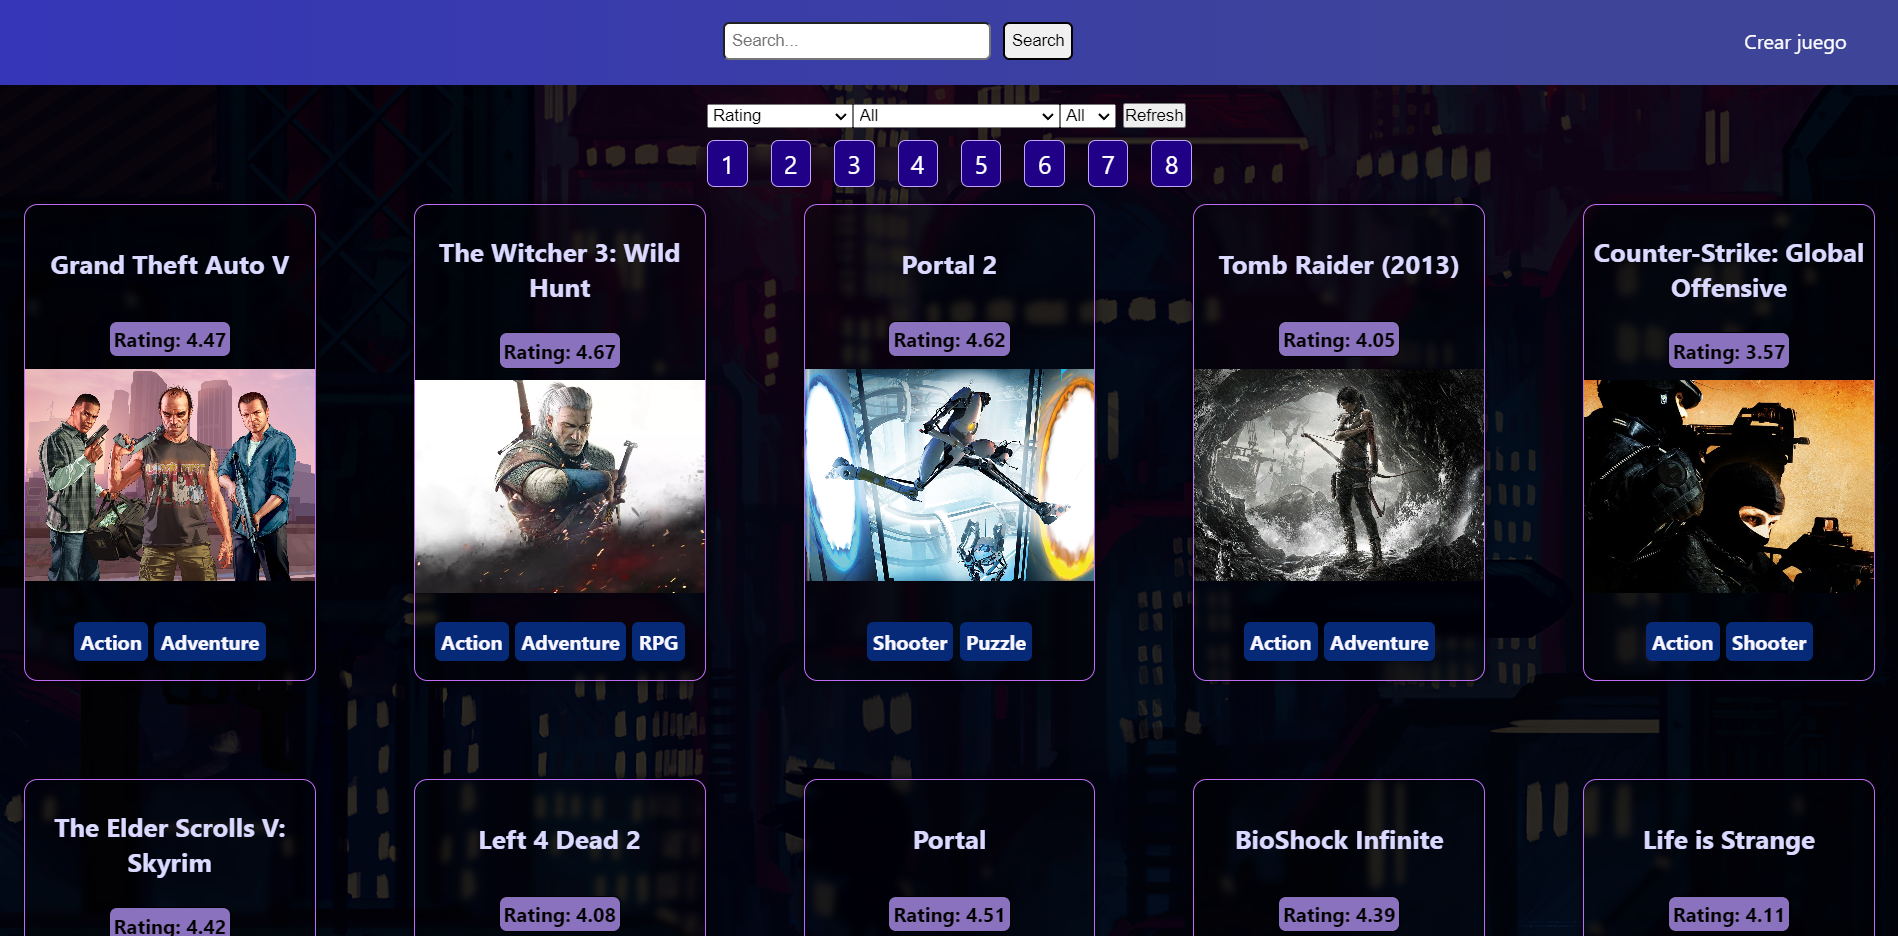 Search...
Search
Crear juego
Rating
All
All
Refresh
1 2 3 4 5 6 7 8
Grand Theft Auto V
Rating: 4.47
Action Adventure
The Witcher 3: Wild
Hunt
Rating: 4.67
Action Adventure RPG
Portal 2
Rating: 4.62
Shooter Puzzle
Tomb Raider (2013)
Rating: 4.05
Action Adventure
Counter-Strike: Global
Offensive
Rating: 3.57
Action Shooter
The Elder Scrolls V:
Skyrim
Rating: 4.42
Left 4 Dead 2
Rating: 4.08
Portal
Rating: 4.51
BioShock Infinite
Rating: 4.39
Life is Strange
Rating: 4.11